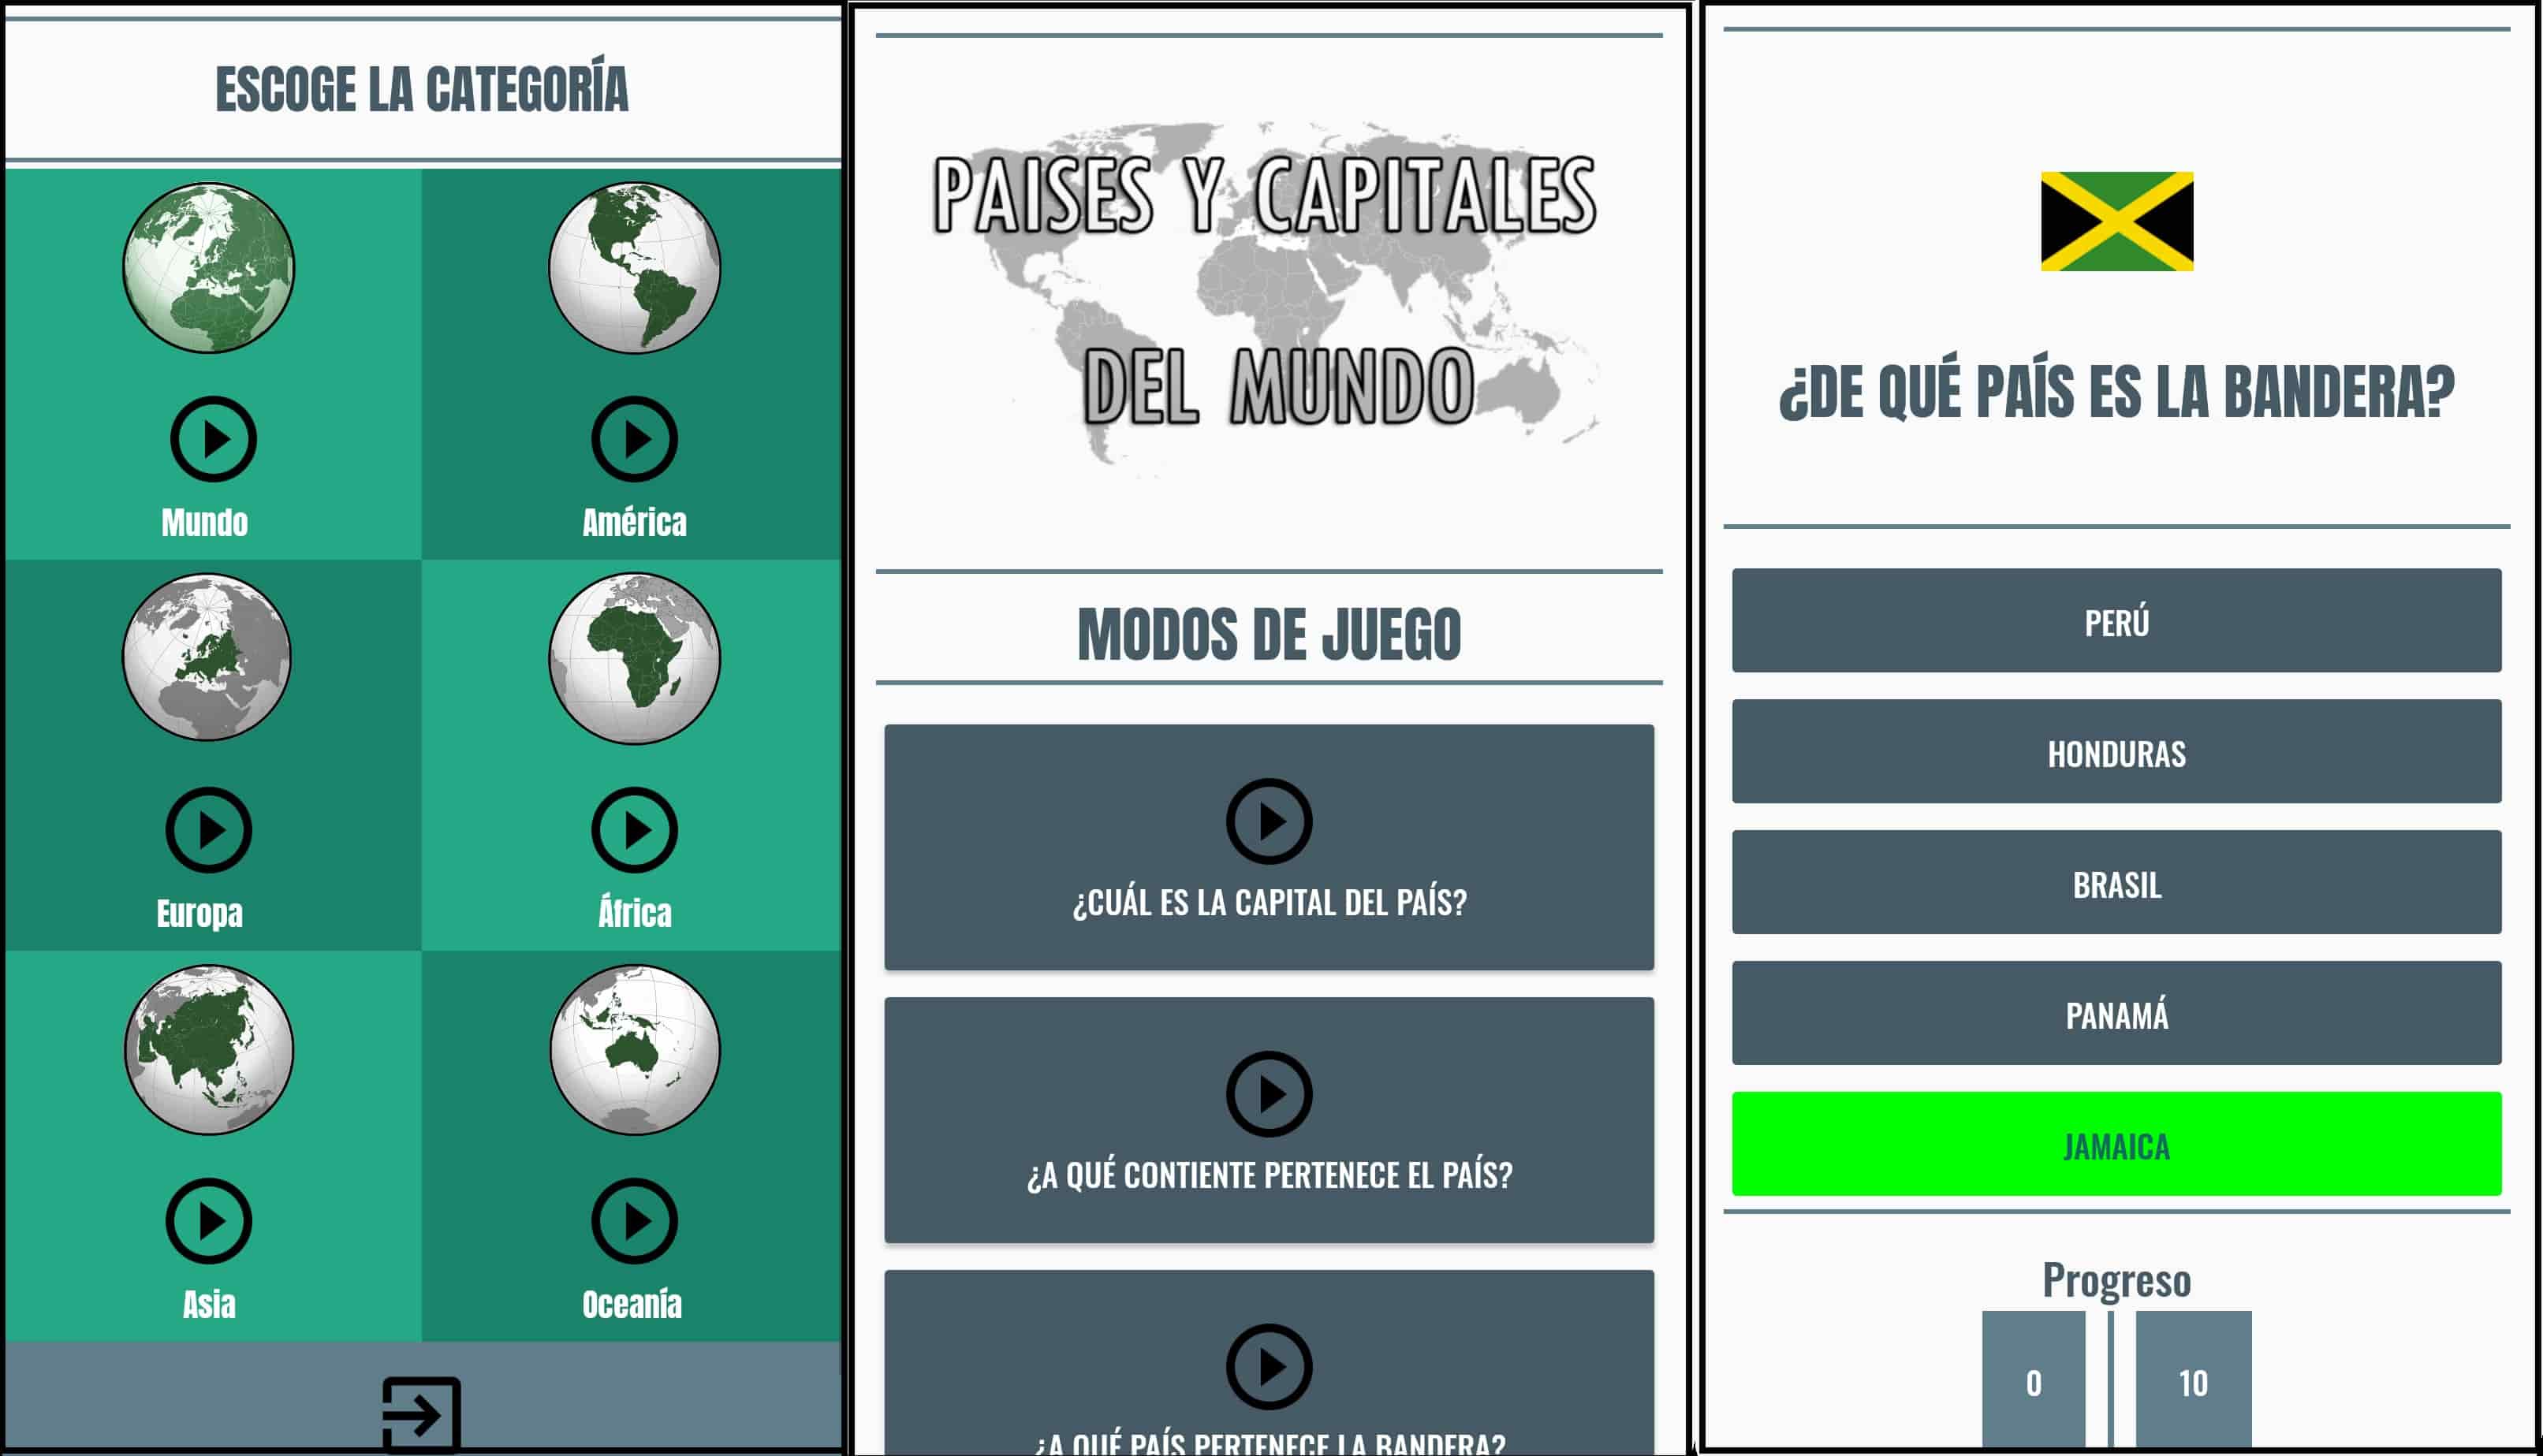 ESCOGE LA CATEGORÍA
Mundo
América
Europa
África
Asia
Oceanía
PAISES Y CAPITALES
DEL MUNDO
MODOS DE JUEGO
¿CUÁL ES LA CAPITAL DEL PAÍS?
¿A QUÉ CONTIENTE PERTENECE EL PAÍS?
¿A QUÉ PAÍS PERTENECE LA BANDERA?
¿DE QUÉ PAÍS ES LA BANDERA?
PERÚ
HONDURAS
BRASIL
PANAMÁ
JAMAICA
Progreso
0
10